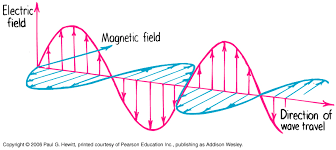 Electric
field
Magnetic field
Direction of
wave travel
Copyright © 2006 Paul G. Hewitt, printed courtesy of Pearson Education Inc., publishing as Addison Wesley.